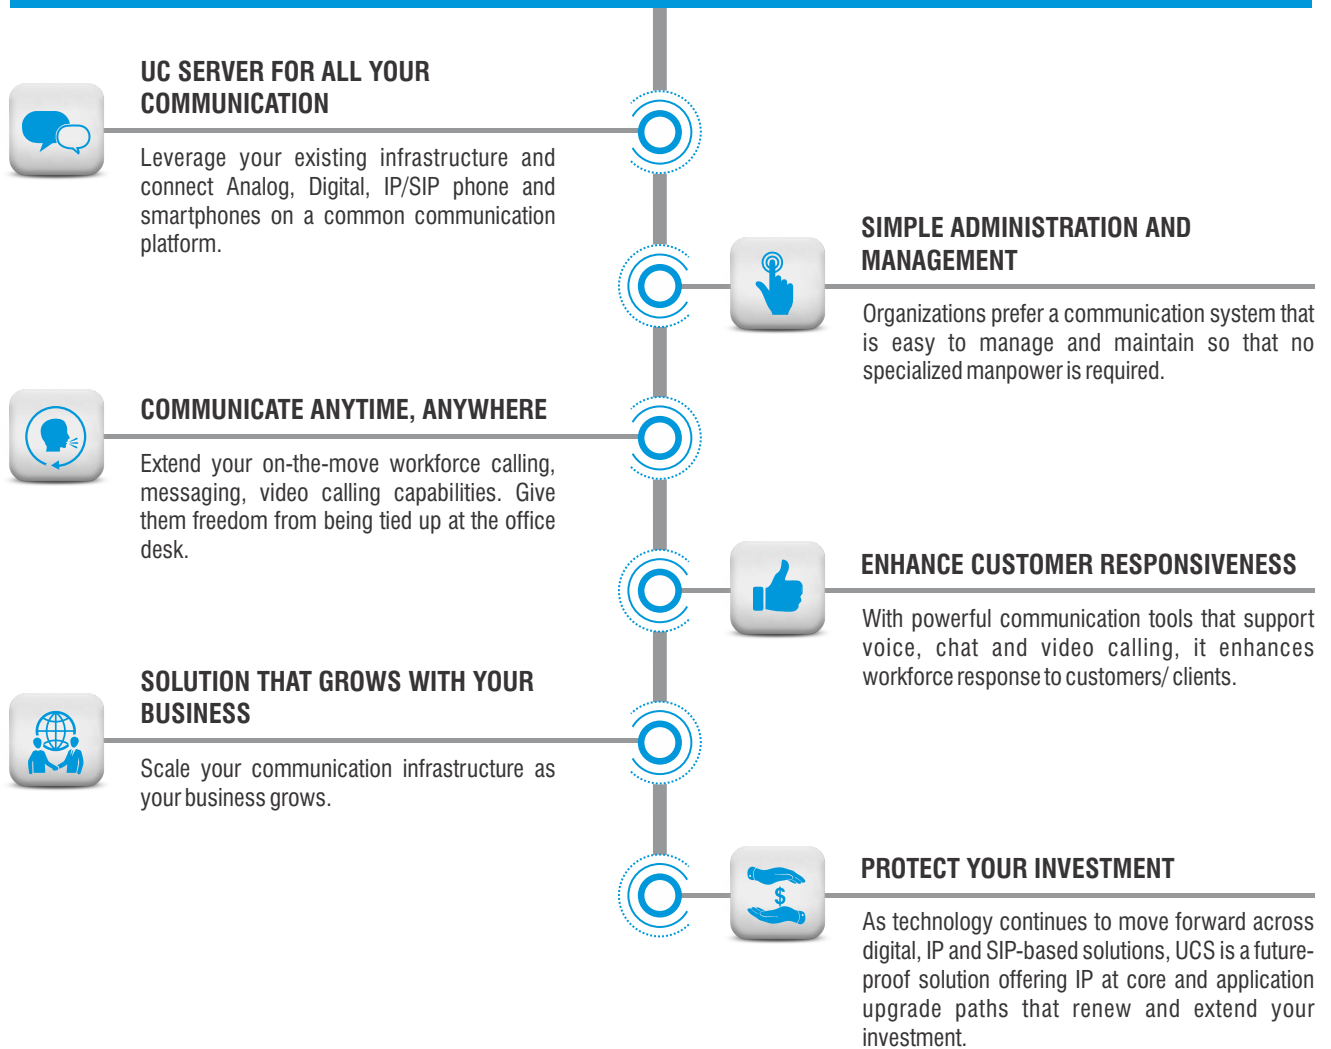 UC SERVER FOR ALL YOUR
COMMUNICATION
Leverage your existing infrastructure and
connect Analog, Digital, IP/SIP phone and
smartphones on a common communication
platform.
SIMPLE ADMINISTRATION AND
MANAGEMENT
Organizations prefer a communication system that
is easy to manage and maintain so that no
specialized manpower is required.
COMMUNICATE ANYTIME, ANYWHERE
Extend your on-the-move workforce calling,
messaging, video calling capabilities. Give
them freedom from being tied up at the office
desk.
ENHANCE CUSTOMER RESPONSIVENESS
With powerful communication tools that support
voice, chat and video calling, it enhances
workforce response to customers/ clients.
SOLUTION THAT GROWS WITH YOUR
BUSINESS
Scale your communication infrastructure as
your business grows.
$
PROTECT YOUR INVESTMENT
As technology continues to move forward across
digital, IP and SIP-based solutions, UCS is a future-
proof solution offering IP at core and application
upgrade paths that renew and extend your
investment.